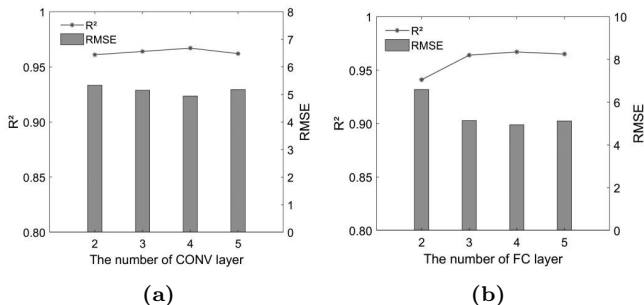 1 8
R²
RMSE
7
0.95 6
5
R² 0.90 4 RMSE
3
0.85 2
1
0.80 0
2 3 4 5
The number of CONV layer
(a)
1 10
R²
RMSE
0.95 8
6
R² 0.90 RMSE
4
0.85
2
0.80 0
2 3 4 5
The number of FC layer
(b)